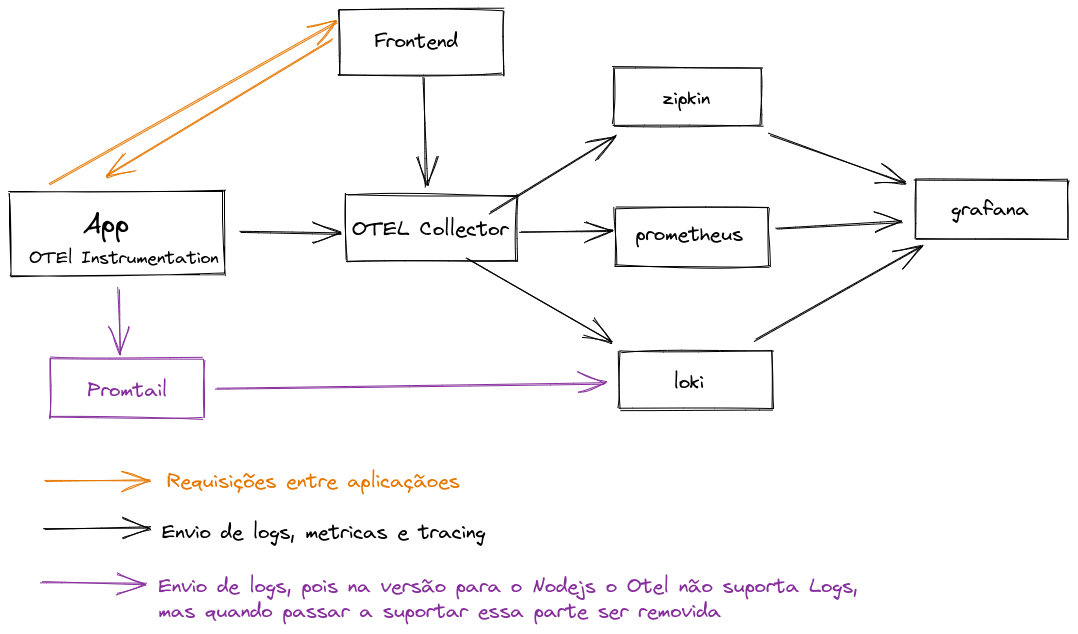 Frontend
zipkin
App
OTEl Instrumentation
OTEL Collector
prometheus
grafana
Promtail
loki
Requisições entre aplicaçãoes
Envio de logs, metricas e tracing
Envio de logs, pois na versão para o Nodejs o Otel não suporta Logs,
mas quando passar a suportar essa parte ser removida